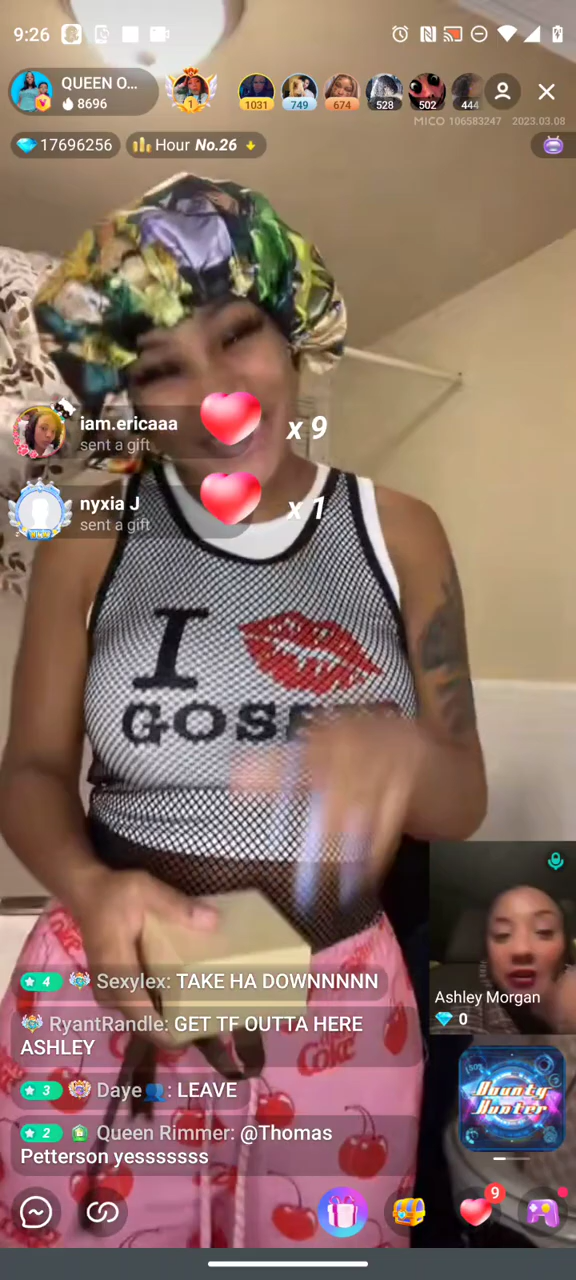 9:26
QUEEN O...
8696
1
1031
749
674
528
502
444
MICO 106583247 2023.03.08
17696256
Hour No.26
iam.ericaaa
sent a gift
x 9
nyxia J
sent a gift
x 1
I
GOS
Ashley Morgan
0
4 Sexylex: TAKE HA DOWNNNNN
RyantRandle: GET TF OUTTA HERE
ASHLEY
3 Daye👥: LEAVE
2 Queen Rimmer: @Thomas
Petterson yesssssss
Bounty
Hunter
Coke
9